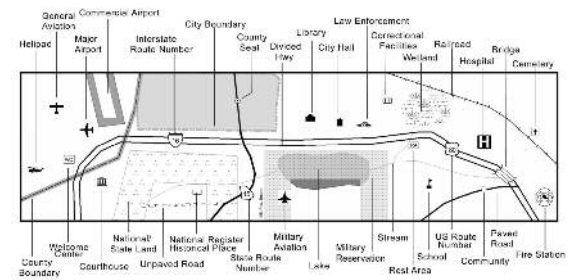 General
Aviation
Commercial Airport
Helipad
Major
Airport
Interstate
Route Number
City Boundary
County
Seat
Divided
Hwy
Library
City Hall
Law Enforcement
Correctional
Facilities
Wetland
Railroad
Hospital
Bridge
Cemetery
16
H
County
Boundary
Welcome
Center
Courthouse
National/
State Land
Unpaved Road
National Register
Historical Place
State Route
Number
Military
Aviation
Lake
Military
Reservation
Stream
Rest Area
School
US Route
Number
Community
Paved
Road
Fire Station